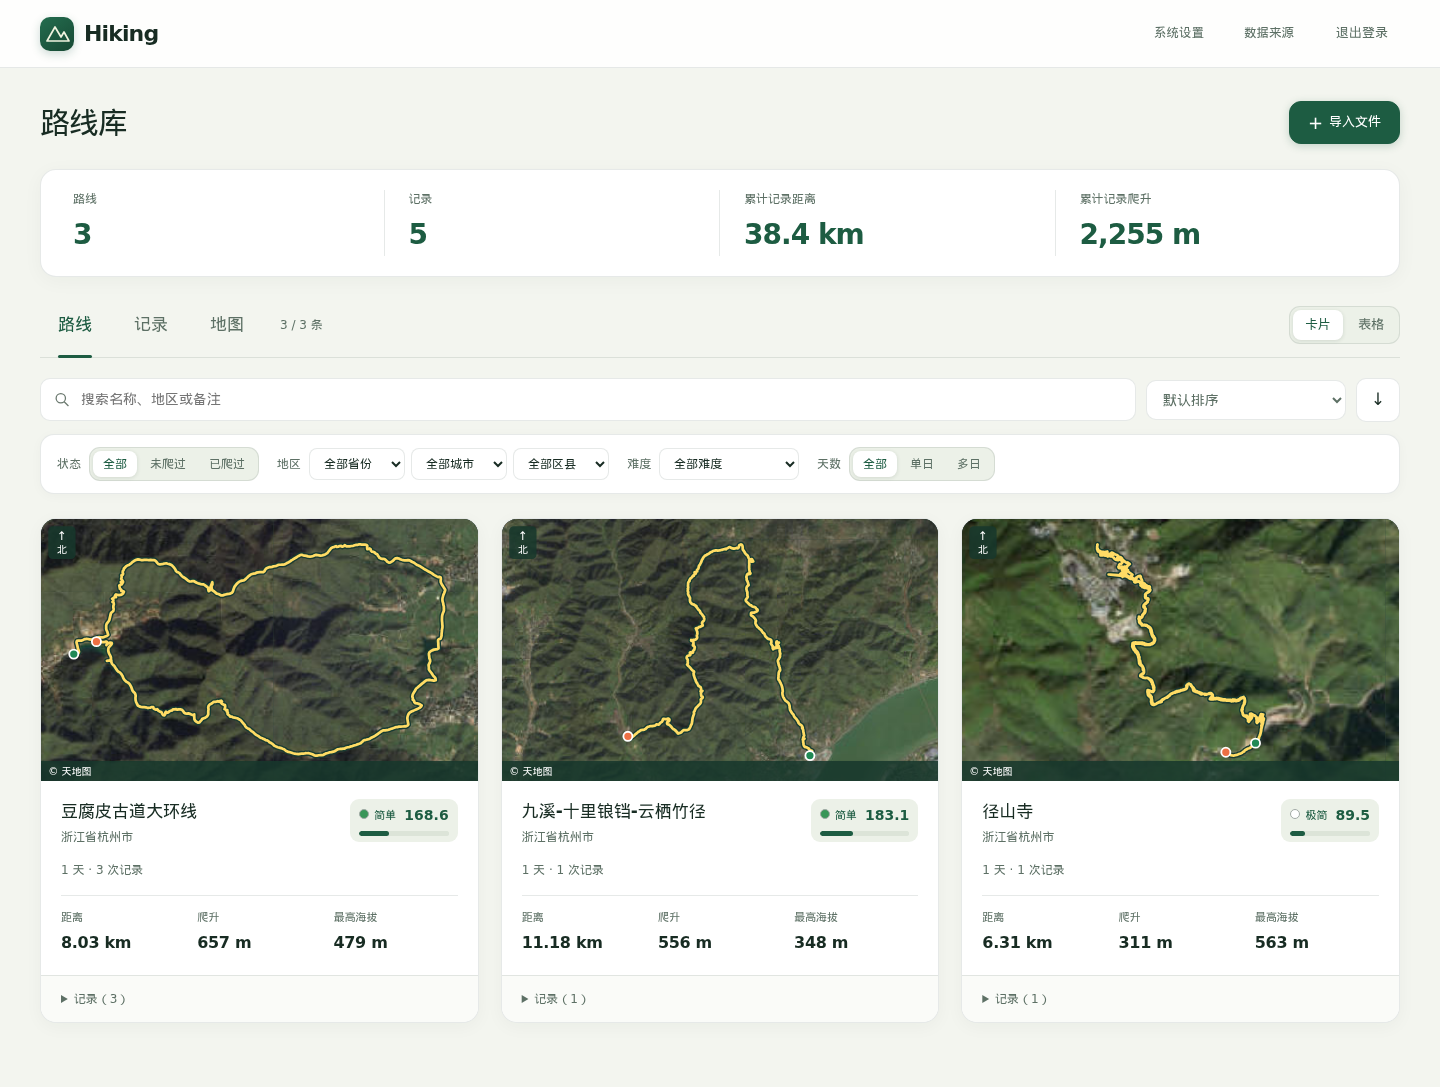 Hiking
系统设置 数据来源 退出登录
路线库
导入文件
路线 记录 累计记录距离 累计记录爬升
3 5 38.4 km 2,255 m
路线 记录 地图 3 / 3 条 卡片 表格
搜索名称、地区或备注 默认排序 ↓
状态 全部 未爬过 已爬过 地区 全部省份 全部城市 全部区县 难度 全部难度 天数 全部 单日 多日
↑
北
© 天地图
豆腐皮古道大环线 简单 168.6
浙江省杭州市
1 天 · 3 次记录
距离 爬升 最高海拔
8.03 km 657 m 479 m
记录（3）
↑
北
© 天地图
九溪-十里锒铛-云栖竹径 简单 183.1
浙江省杭州市
1 天 · 1 次记录
距离 爬升 最高海拔
11.18 km 556 m 348 m
记录（1）
↑
北
© 天地图
径山寺 极简 89.5
浙江省杭州市
1 天 · 1 次记录
距离 爬升 最高海拔
6.31 km 311 m 563 m
记录（1）